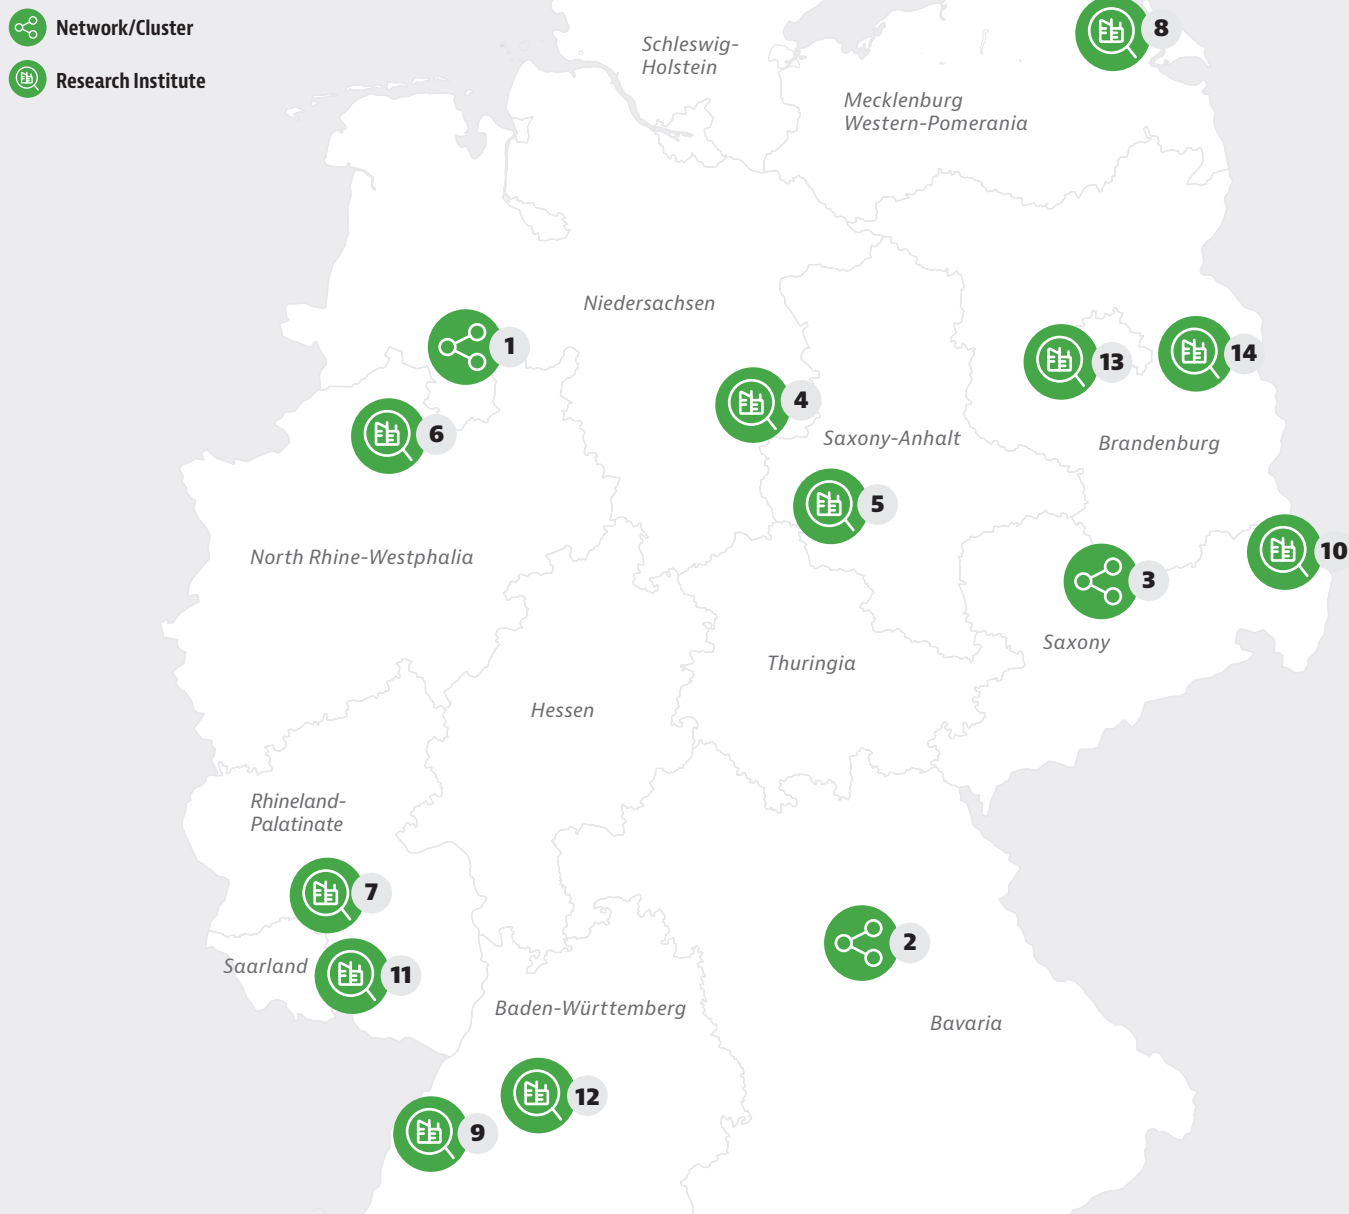 Network/Cluster
Research Institute
8
Schleswig-
Holstein
Mecklenburg
Western-Pomerania
Niedersachsen
1
13
14
4
6
Saxony-Anhalt
Brandenburg
5
North Rhine-Westphalia
10
3
Saxony
Thuringia
Hessen
Rhineland-
Palatinate
7
2
Saarland
11
Baden-Württemberg
Bavaria
12
9